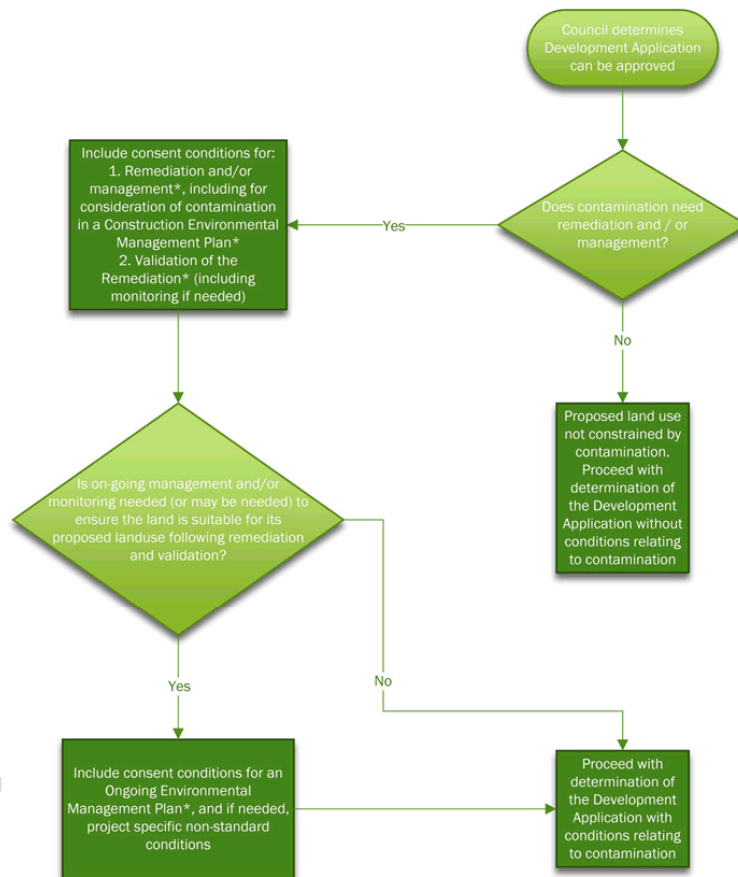 Council determines
Development Application
can be approved
Does contamination need
remediation and / or
management?
Yes
Include consent conditions for:
1. Remediation and/or
management*, including for
consideration of contamination
in a Construction Environmental
Management Plan*
2. Validation of the
Remediation* (including
monitoring if needed)
No
Proposed land use
not constrained by
contamination.
Proceed with
determination of
the Development
Application without
conditions relating
to contamination
Is on-going management and/or
monitoring needed (or may be needed) to
ensure the land is suitable for its
proposed landuse following remediation
and validation?
Yes
No
Include consent conditions for an
Ongoing Environmental
Management Plan*, and if needed,
project specific non-standard
conditions
Proceed with
determination of
the Development
Application with
conditions relating
to contamination